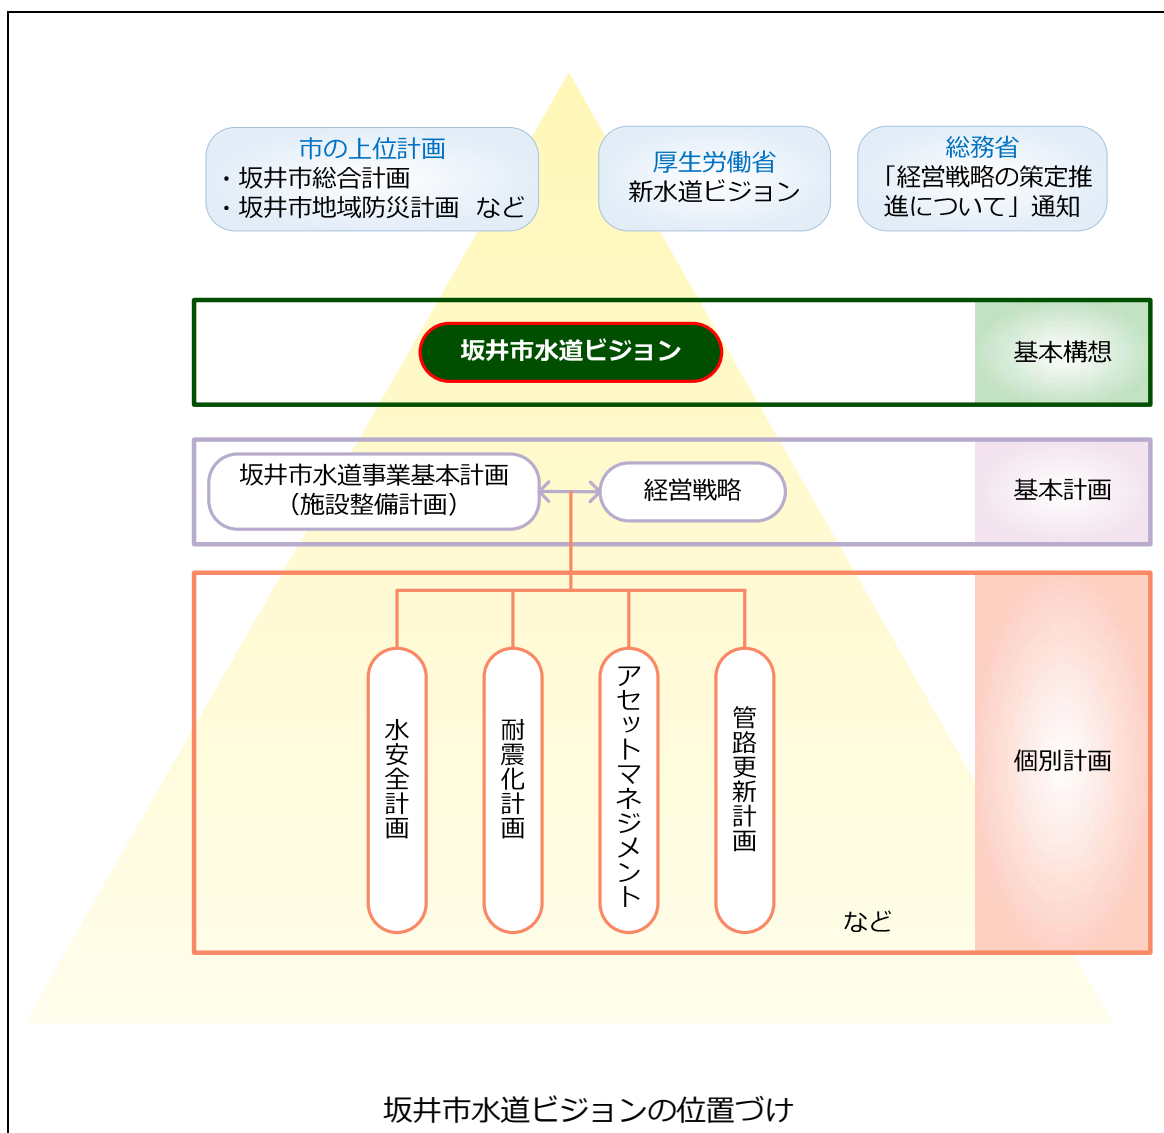 市の上位計画
・坂井市総合計画
・坂井市地域防災計画 など
厚生労働省
新水道ビジョン
総務省
「経営戦略の策定推
進について」通知
坂井市水道ビジョン
基本構想
坂井市水道事業基本計画
（施設整備計画）
経営戦略
基本計画
水安全計画
耐震化計画
アセットマネジメント
管路更新計画
など
個別計画
坂井市水道ビジョンの位置づけ